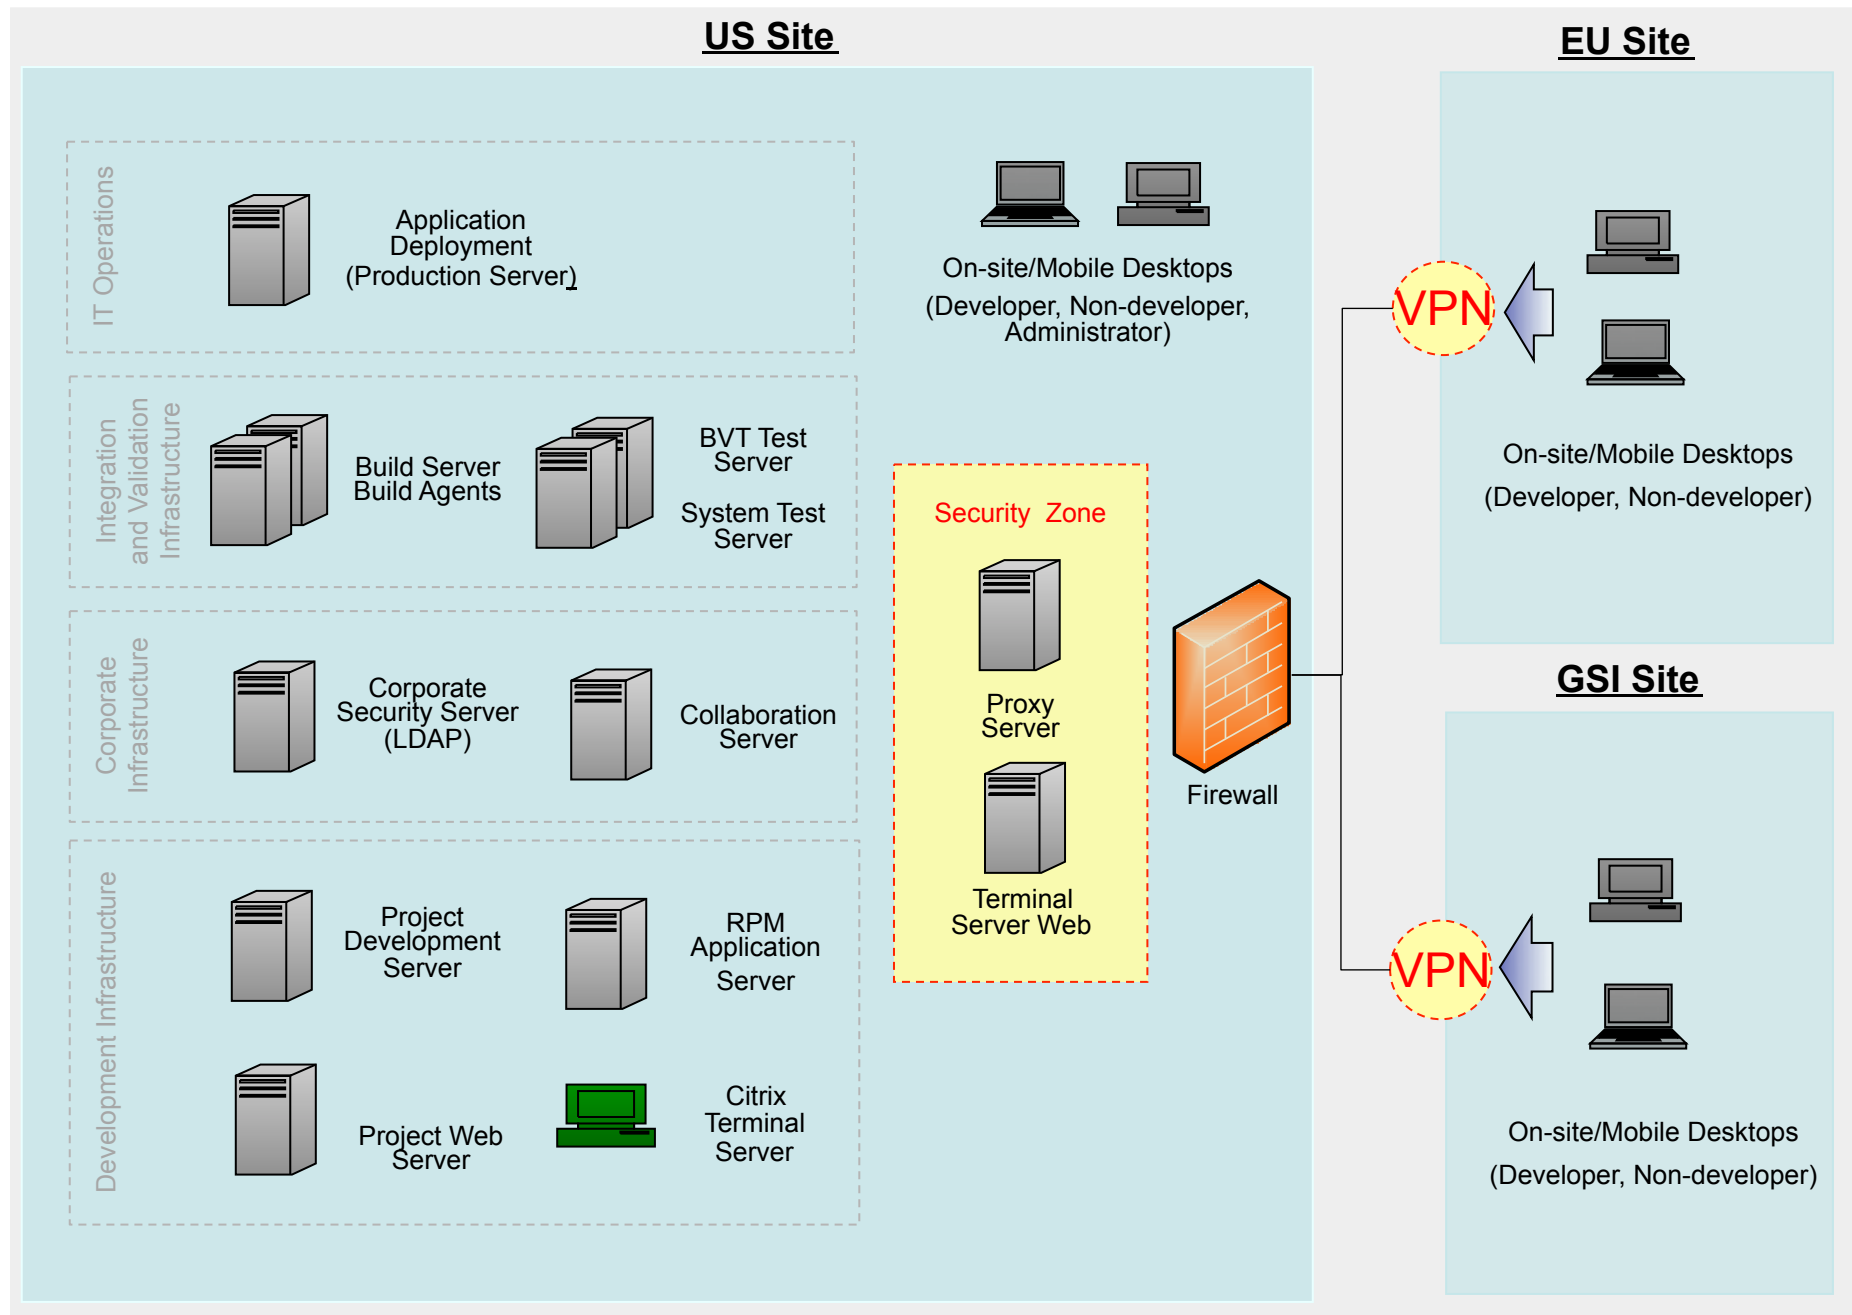 US Site
IT Operations
Application
Deployment
(Production Server)
On-site/Mobile Desktops
(Developer, Non-developer,
Administrator)
Integration
and Validation
Infrastructure
Build Server
Build Agents
BVT Test
Server
System Test
Server
Corporate
Infrastructure
Corporate
Security Server
(LDAP)
Collaboration
Server
Development Infrastructure
Project
Development
Server
RPM
Application
Server
Project Web
Server
Citrix
Terminal
Server
Security Zone
Proxy
Server
Terminal
Server Web
Firewall
EU Site
VPN
On-site/Mobile Desktops
(Developer, Non-developer)
GSI Site
VPN
On-site/Mobile Desktops
(Developer, Non-developer)